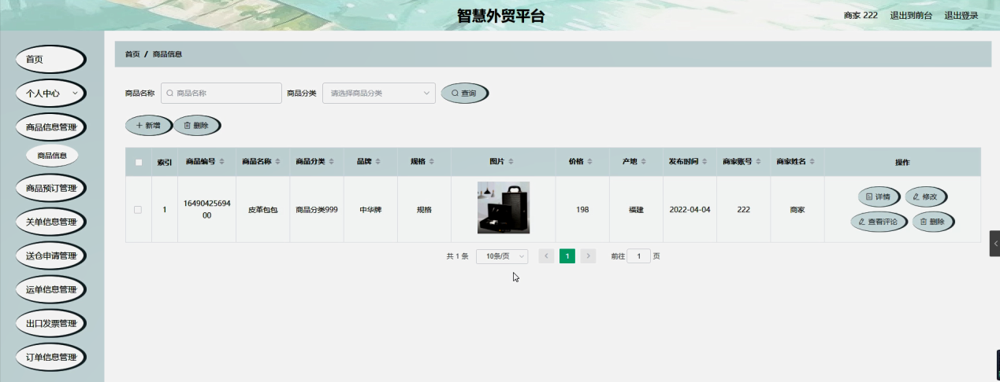 智慧外贸平台
商家 222 退出到前台 退出登录
首页
个人中心
商品信息管理
商品信息
商品预订管理
关单信息管理
送仓申请管理
运单信息管理
出口发票管理
订单信息管理
首页 / 商品信息
商品名称 商品名称 商品分类 请选择商品分类 查询
新增 删除
索引 商品编号 商品名称 商品分类 品牌 规格 图片 价格 产地 发布时间 商家账号 商家姓名 操作
1 16490425694
00 皮革包包 商品分类999 中华牌 规格 198 福建 2022-04-04 222 商家
详情 修改
查看评论 删除
共 1 条 10条/页 1 前往 1 页